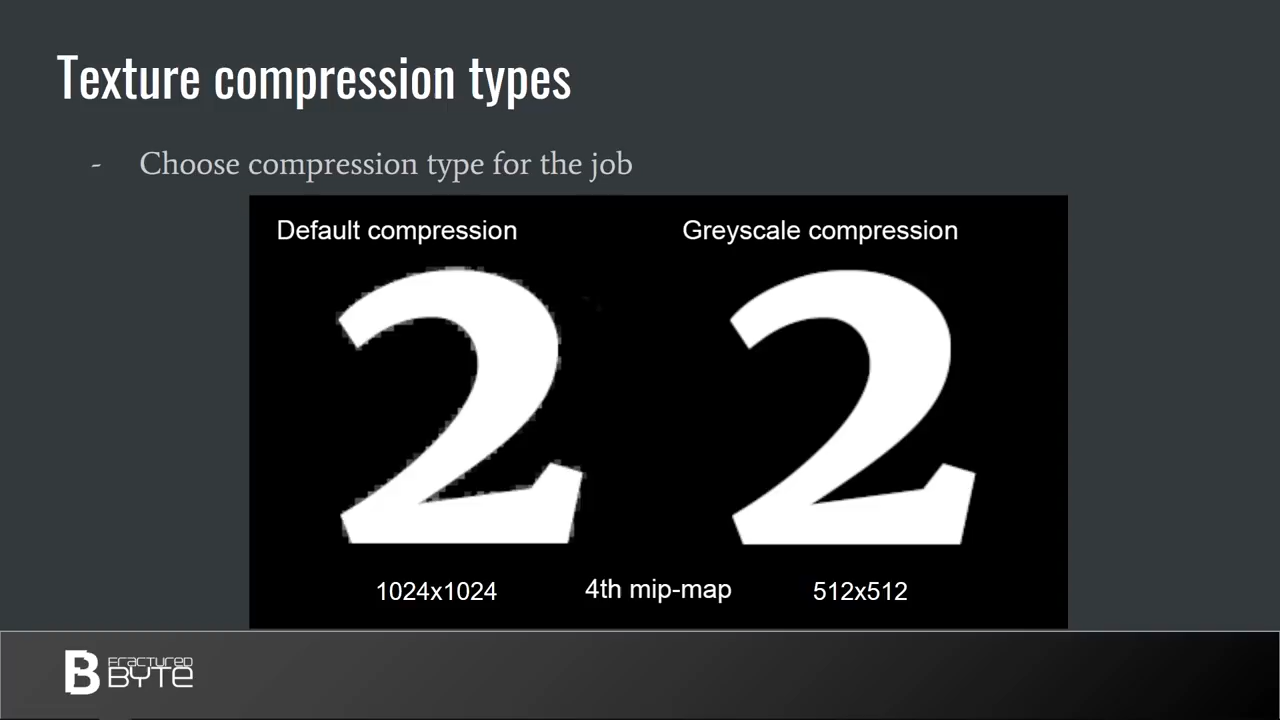 Texture compression types
- Choose compression type for the job
Default compression
Greyscale compression
2
2
1024x1024
4th mip-map
512x512
B
Fractured
BYTe